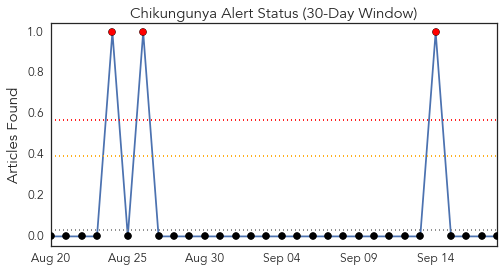 Chikungunya Alert Status (30-Day Window)
Articles Found
1.0
0.8
0.6
0.4
0.2
0.0
Aug 20 Aug 25 Aug 30 Sep 04 Sep 09 Sep 14